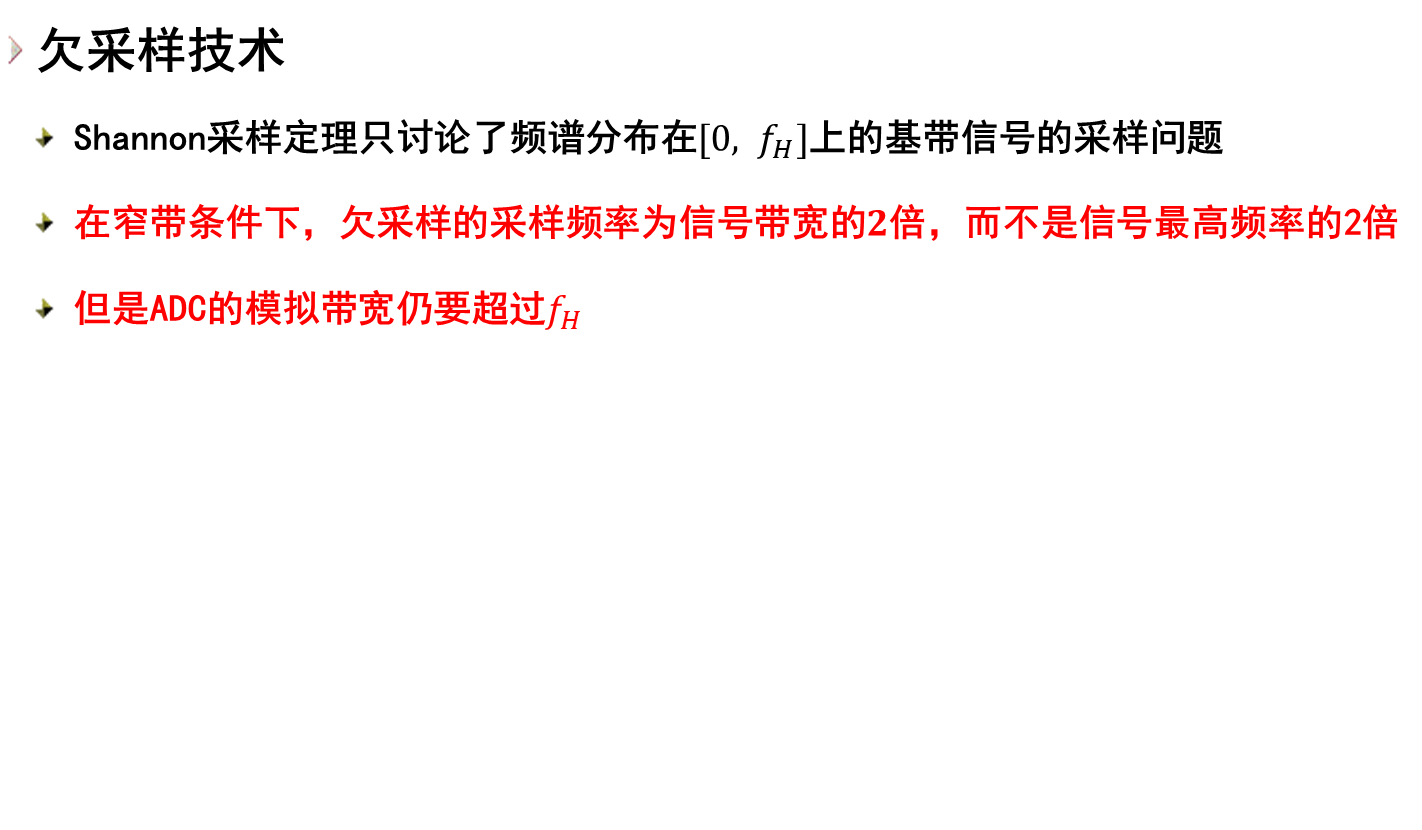 欠采样技术
Shannon采样定理只讨论了频谱分布在[0, f_H]上的基带信号的采样问题
在窄带条件下，欠采样的采样频率为信号带宽的2倍，而不是信号最高频率的2倍
但是ADC的模拟带宽仍要超过f_H